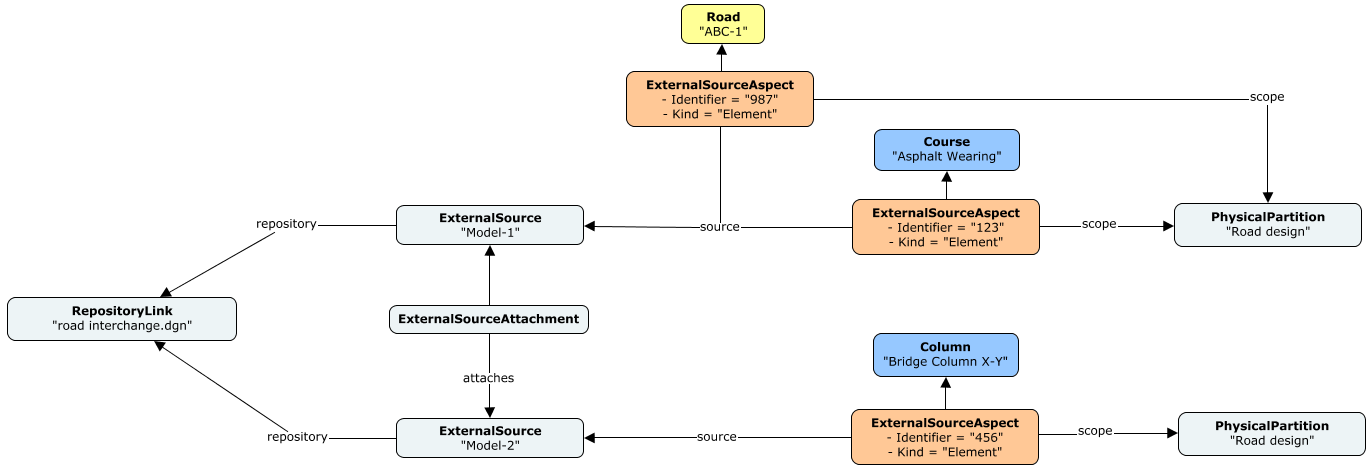 Road
"ABC-1"
ExternalSourceAspect
- Identifier = "987"
- Kind = "Element"
scope
Course
"Asphalt Wearing"
ExternalSource
"Model-1"
repository
source
ExternalSourceAspect
- Identifier = "123"
- Kind = "Element"
scope
PhysicalPartition
"Road design"
RepositoryLink
"road interchange.dgn"
ExternalSourceAttachment
attaches
Column
"Bridge Column X-Y"
repository
ExternalSource
"Model-2"
source
ExternalSourceAspect
- Identifier = "456"
- Kind = "Element"
scope
PhysicalPartition
"Road design"